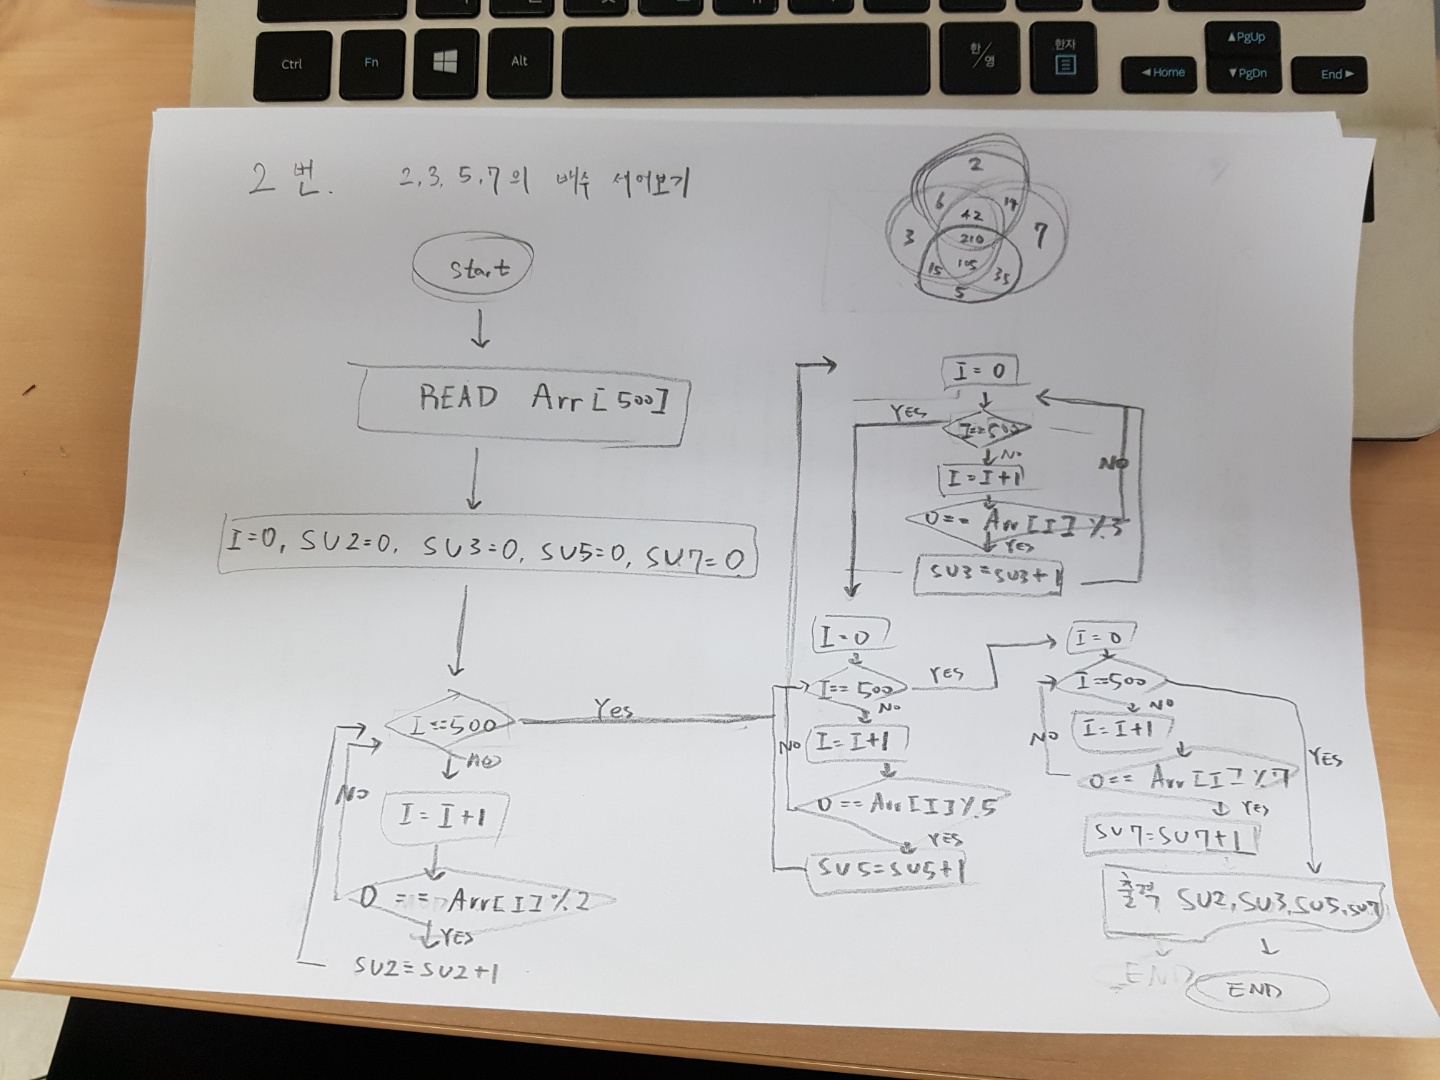 Ctrl
Fn
Alt
한/영
한자
▲PgUp
◄Home
▼PgDn
End►
2번. 2,3,5,7의 배수 세어보기
2
6
14
42
3
210
7
15
105
35
5
Start
READ Arr[500]
I=0, SU2=0, SU3=0, SU5=0, SU7=0
I==500
Yes
NO
I=I+1
NO
0 == Arr[I]%2
YES
SU2=SU2+1
I=0
YES
I==500
NO
NO
I=I+1
0== Arr[I]%3
YES
SU3=SU3+1
I=0
I==500
YES
NO
NO
I=I+1
0==Arr[I]%5
YES
SU5=SU5+1
I=0
I==500
NO
NO
I=I+1
YES
0== Arr[I]%7
YES
SU7=SU7+1
출력 SU2,SU3,SU5,SU7
END
END